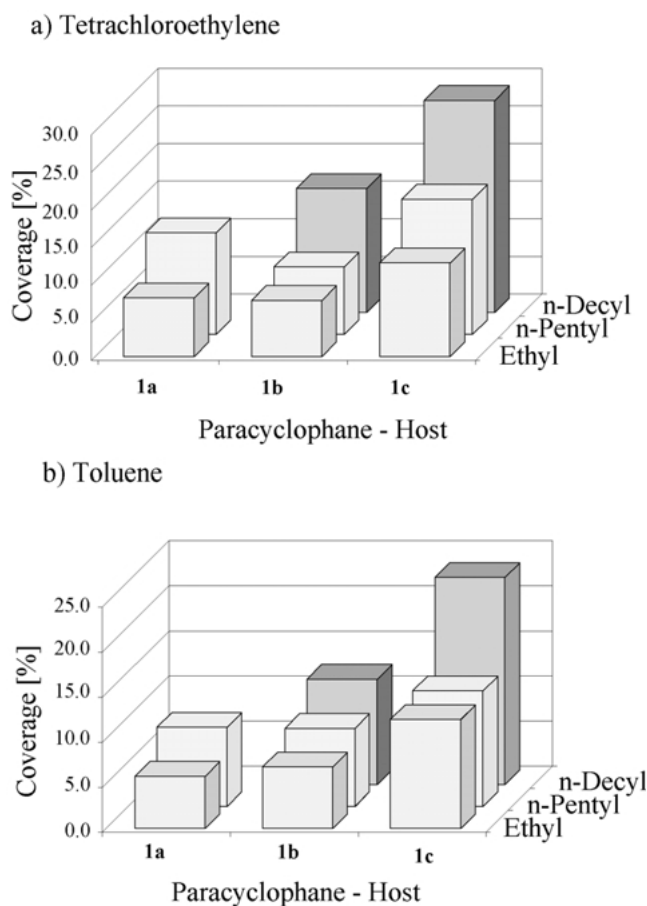 a) Tetrachloroethylene
30.0
25.0
20.0
15.0
10.0
5.0
0.0
Coverage [%]
n-Decyl
n-Pentyl
Ethyl
1a 1b 1c
Paracyclophane - Host
b) Toluene
25.0
20.0
15.0
10.0
5.0
0.0
Coverage [%]
n-Decyl
n-Pentyl
Ethyl
1a 1b 1c
Paracyclophane - Host